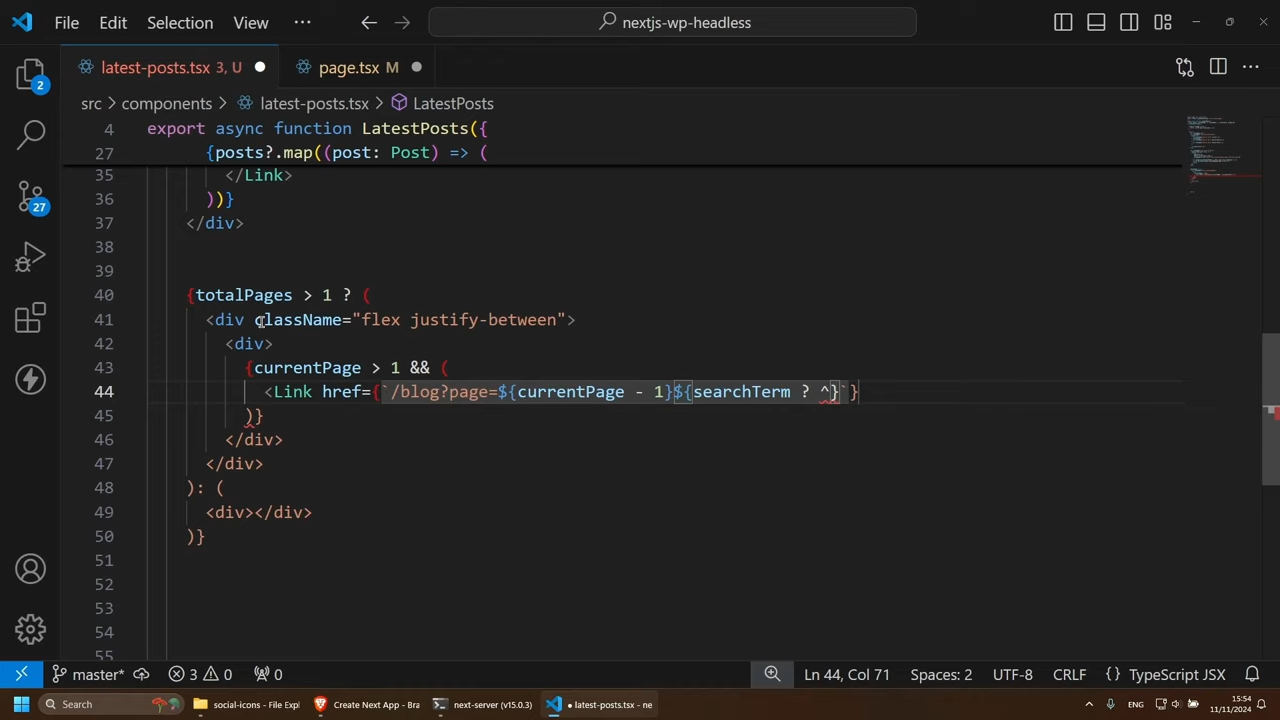 File Edit Selection View ··· nextjs-wp-headless
latest-posts.tsx 3, U page.tsx M
src > components > latest-posts.tsx > LatestPosts
4 export async function LatestPosts({
27 {posts?.map((post: Post) => (
35 </Link>
36 ))}
37 </div>
38
39
40 {totalPages > 1 ? (
41 <div className="flex justify-between">
42 <div>
43 {currentPage > 1 && (
44 <Link href={`/blog?page=${currentPage - 1}${searchTerm ? ^}`}
45 )}
46 </div>
47 </div>
48 ): (
49 <div></div>
50 )}
51
52
53
54
55
2
27
master* 3 0 0 Ln 44, Col 71 Spaces: 2 UTF-8 CRLF {} TypeScript JSX
Search social-icons - File Expl Create Next App - Bra next-server (v15.0.3) • latest-posts.tsx - ne ENG 15:54
11/11/2024